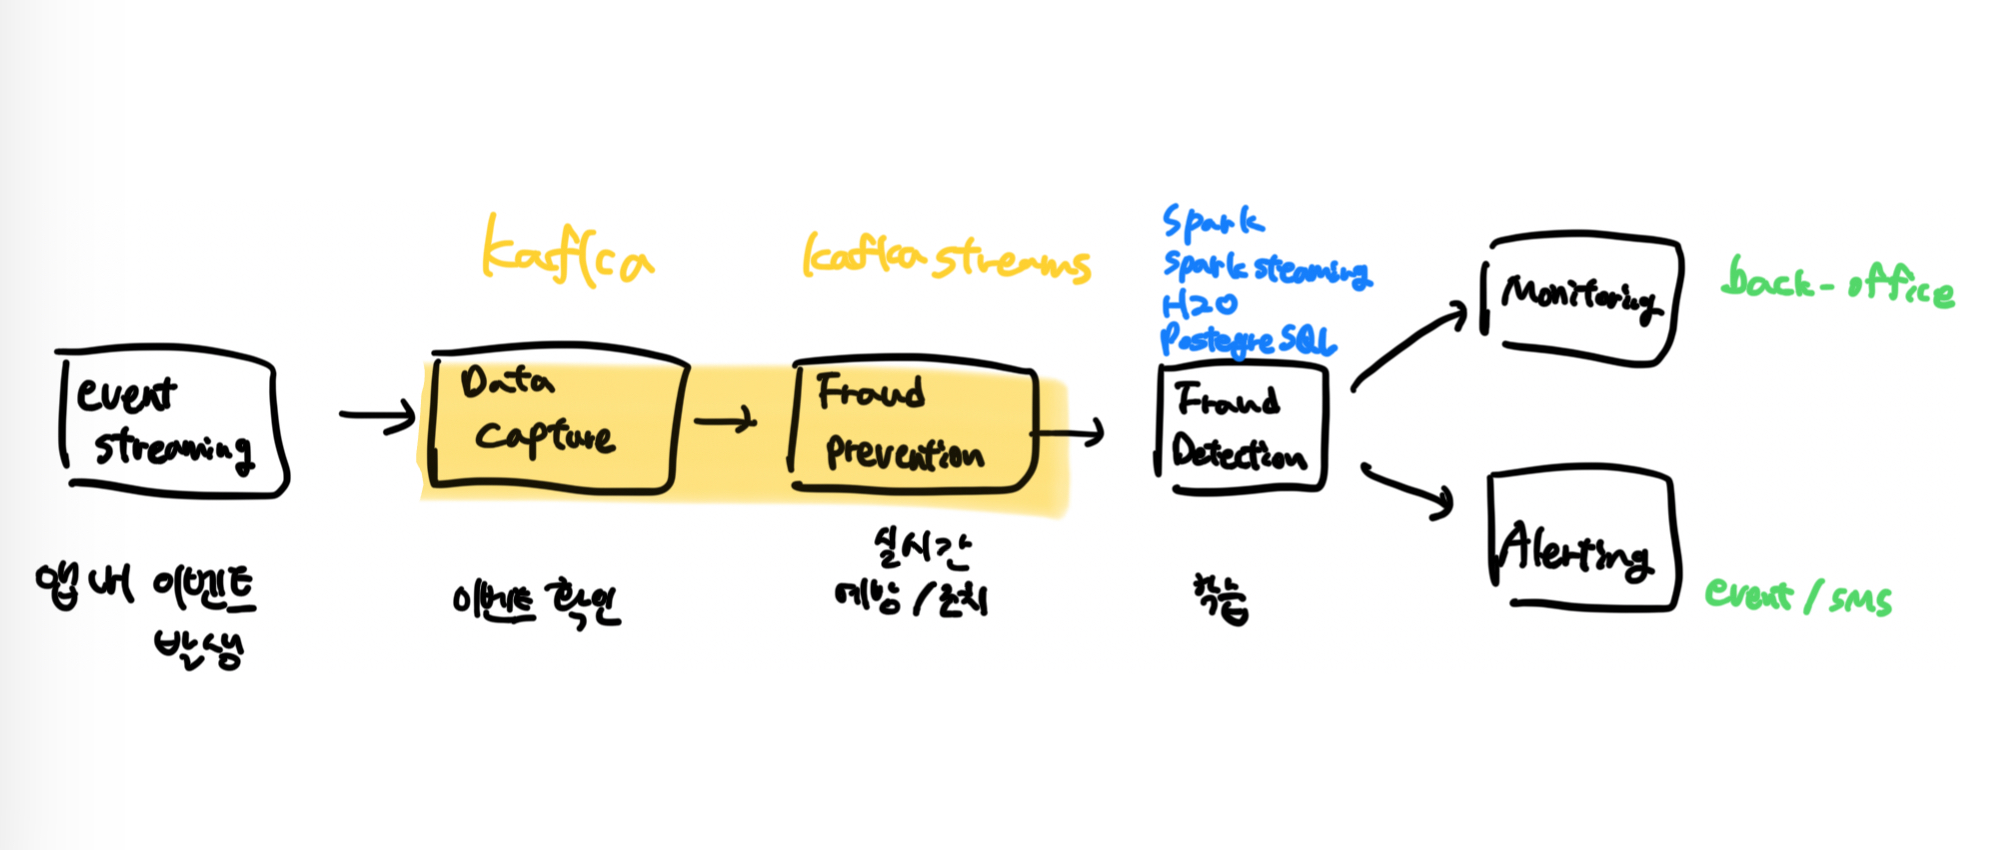 event
streaming
앱 내 이벤트
발생
kafka
Data
capture
이벤트 확인
kafka streams
Fraud
prevention
실시간
예방 / 조치
Spark
Spark steaming
H2O
PostegreSQL
Fraud
Detection
학습
Monitoring
back-office
Alerting
event / sms